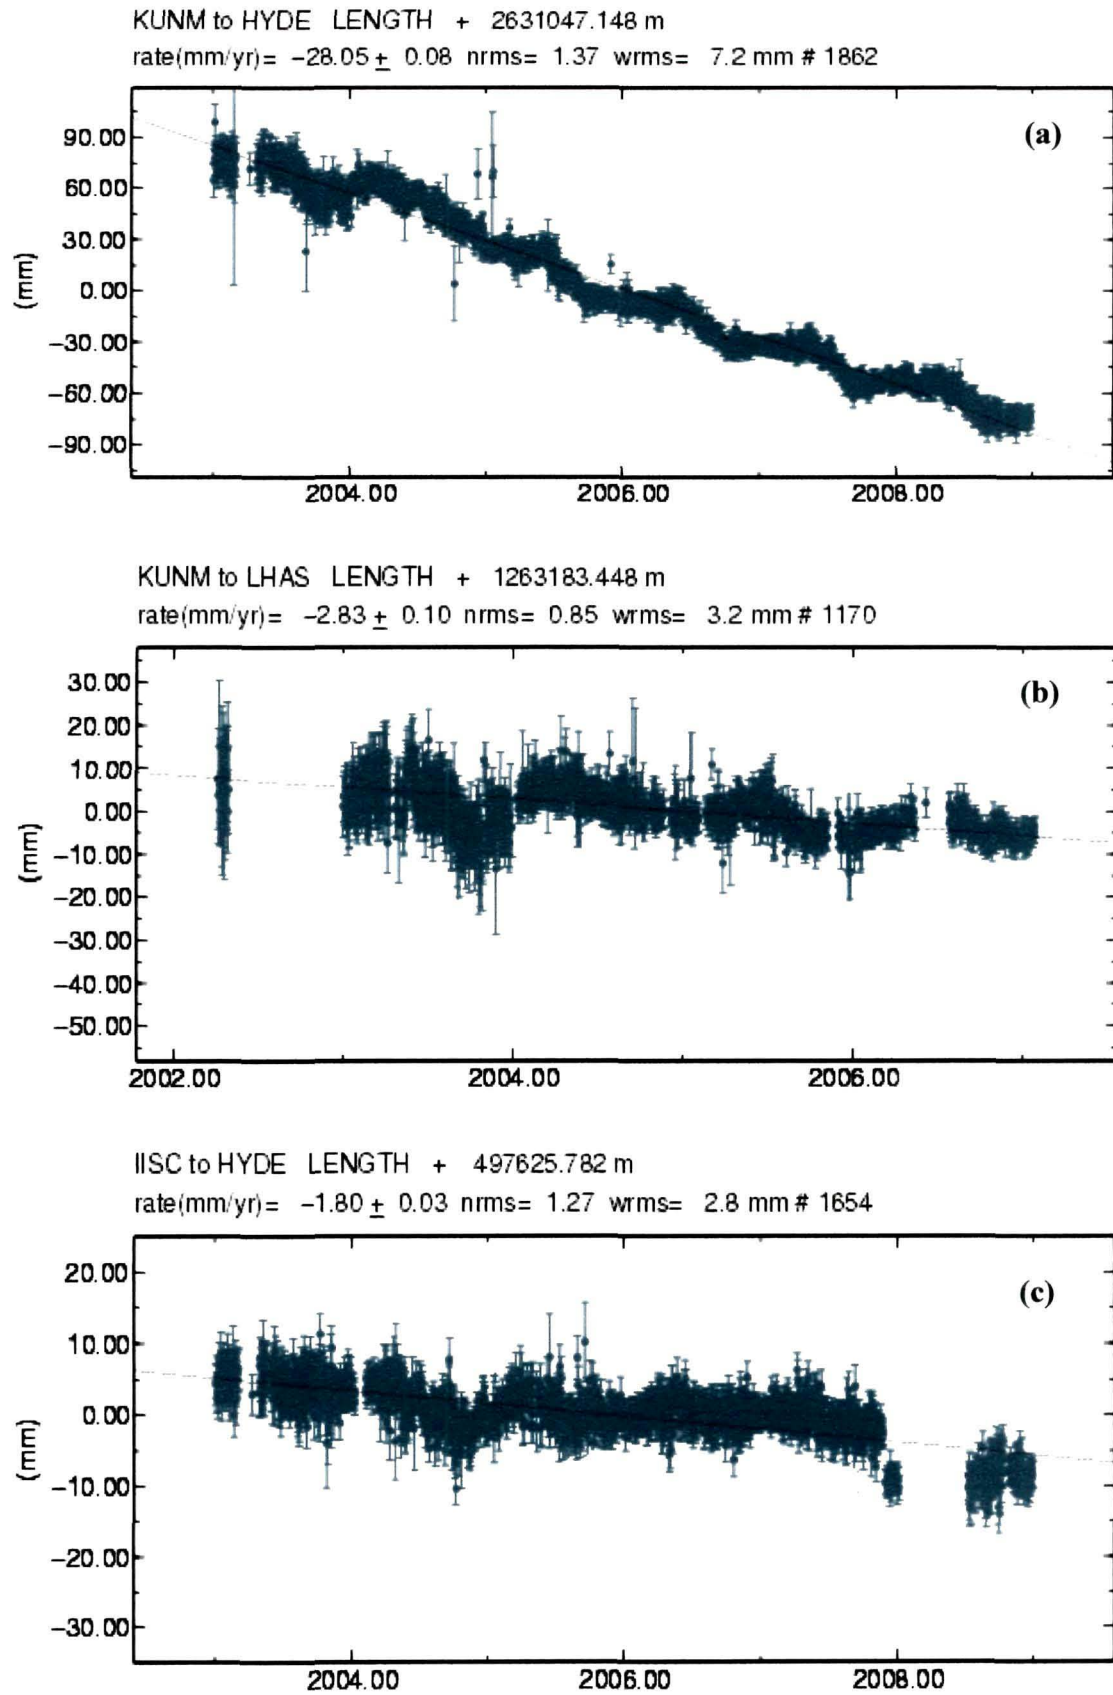 KUNM to HYDE LENGTH + 2631047.148 m
rate(mm/yr)= −28.05 ± 0.08 nrms= 1.37 wrms= 7.2 mm # 1862
(a)
90.00
60.00
30.00
0.00
−30.00
−60.00
−90.00
(mm)
2004.00 2006.00 2008.00
KUNM to LHAS LENGTH + 1263183.448 m
rate(mm/yr)= −2.83 ± 0.10 nrms= 0.85 wrms= 3.2 mm # 1170
(b)
30.00
20.00
10.00
0.00
−10.00
−20.00
−30.00
−40.00
−50.00
(mm)
2002.00 2004.00 2006.00
IISC to HYDE LENGTH + 497625.782 m
rate(mm/yr)= −1.80 ± 0.03 nrms= 1.27 wrms= 2.8 mm # 1654
(c)
20.00
10.00
0.00
−10.00
−20.00
−30.00
(mm)
2004.00 2006.00 2008.00